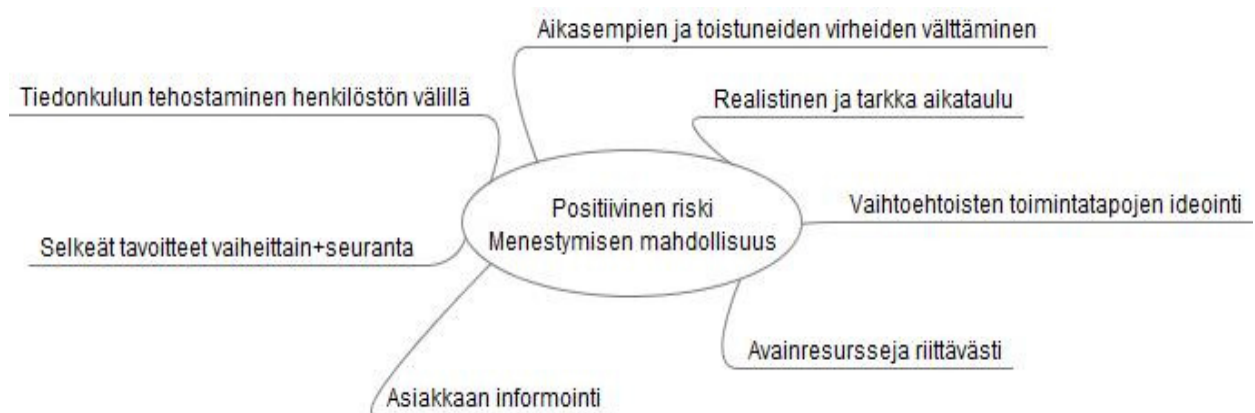 Aikasempien ja toistuneiden virheiden välttäminen
Tiedonkulun tehostaminen henkilöstön välillä
Realistinen ja tarkka aikataulu
Positiivinen riski
Menestymisen mahdollisuus
Vaihtoehtoisten toimintatapojen ideointi
Selkeät tavoitteet vaiheittain+seuranta
Avainresursseja riittävästi
Asiakkaan informointi